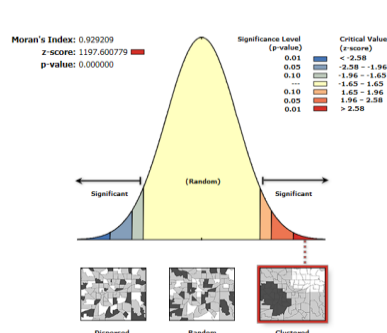 Moran's Index: 0.929209
z-score: 1197.600779
p-value: 0.000000
Significance Level
(p-value)
Critical Value
(z-score)
0.01 < -2.58
0.05 -2.58 - -1.96
0.10 -1.96 - -1.65
--- -1.65 - 1.65
0.10 1.65 - 1.96
0.05 1.96 - 2.58
0.01 > 2.58
(Random)
Significant
Significant
Dispersed
Random
Clustered